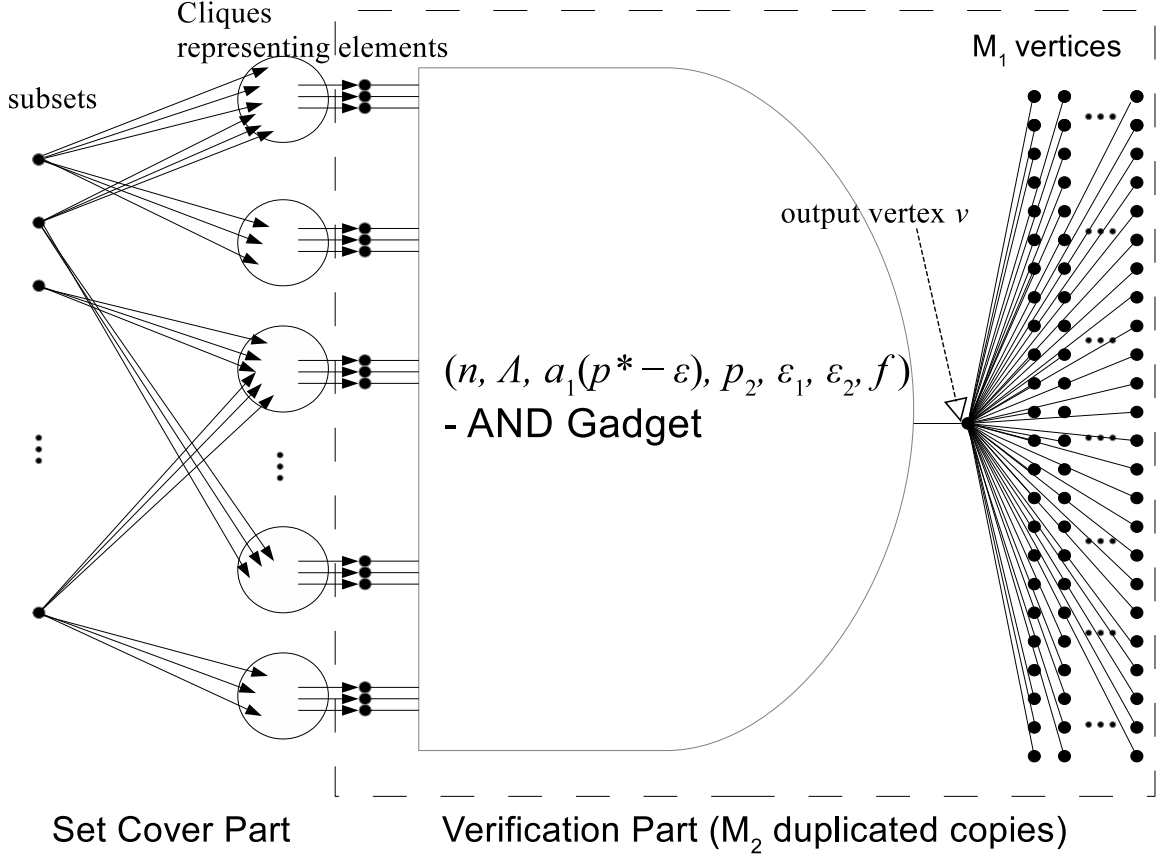 Cliques
representing elements
M₁ vertices
subsets
output vertex v
(n, Λ, a₁(p* − ε), p₂, ε₁, ε₂, f)
- AND Gadget
Set Cover Part
Verification Part (M₂ duplicated copies)